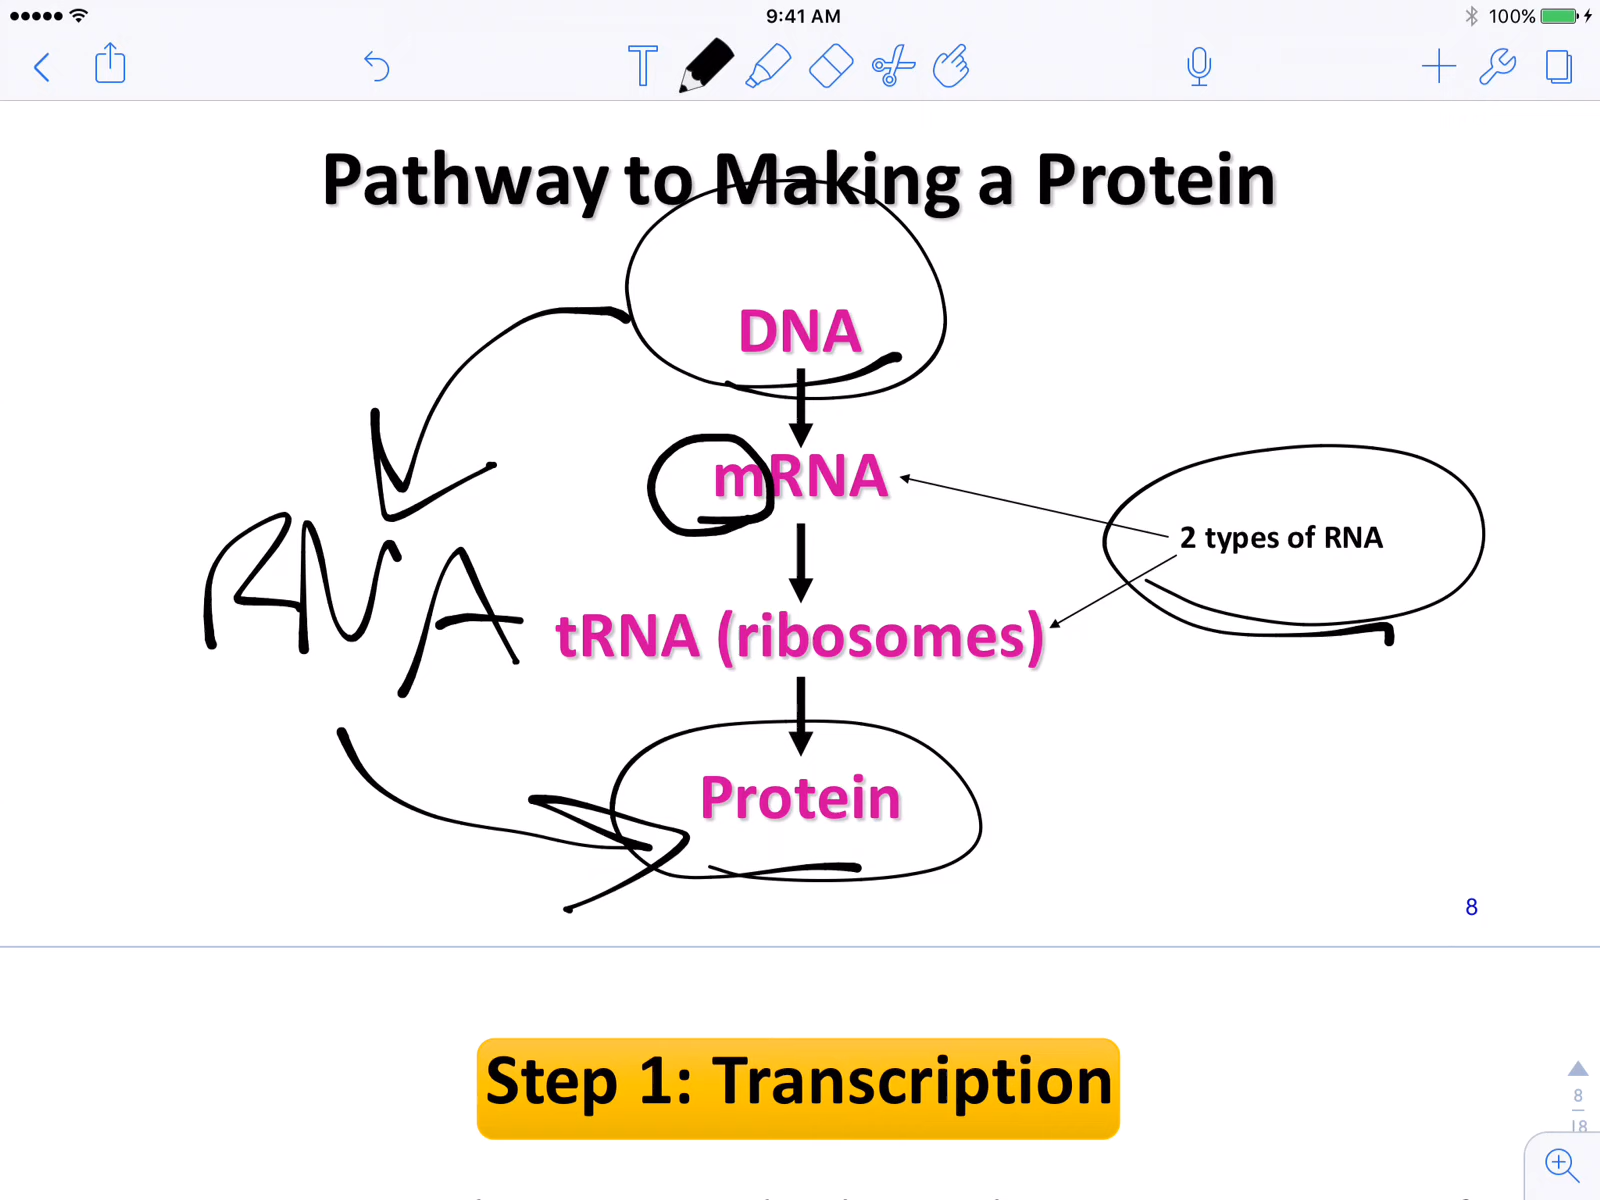 9:41 AM
100%
T
Pathway to Making a Protein
DNA
mRNA
2 types of RNA
RNA
tRNA (ribosomes)
Protein
8
Step 1: Transcription
8
18